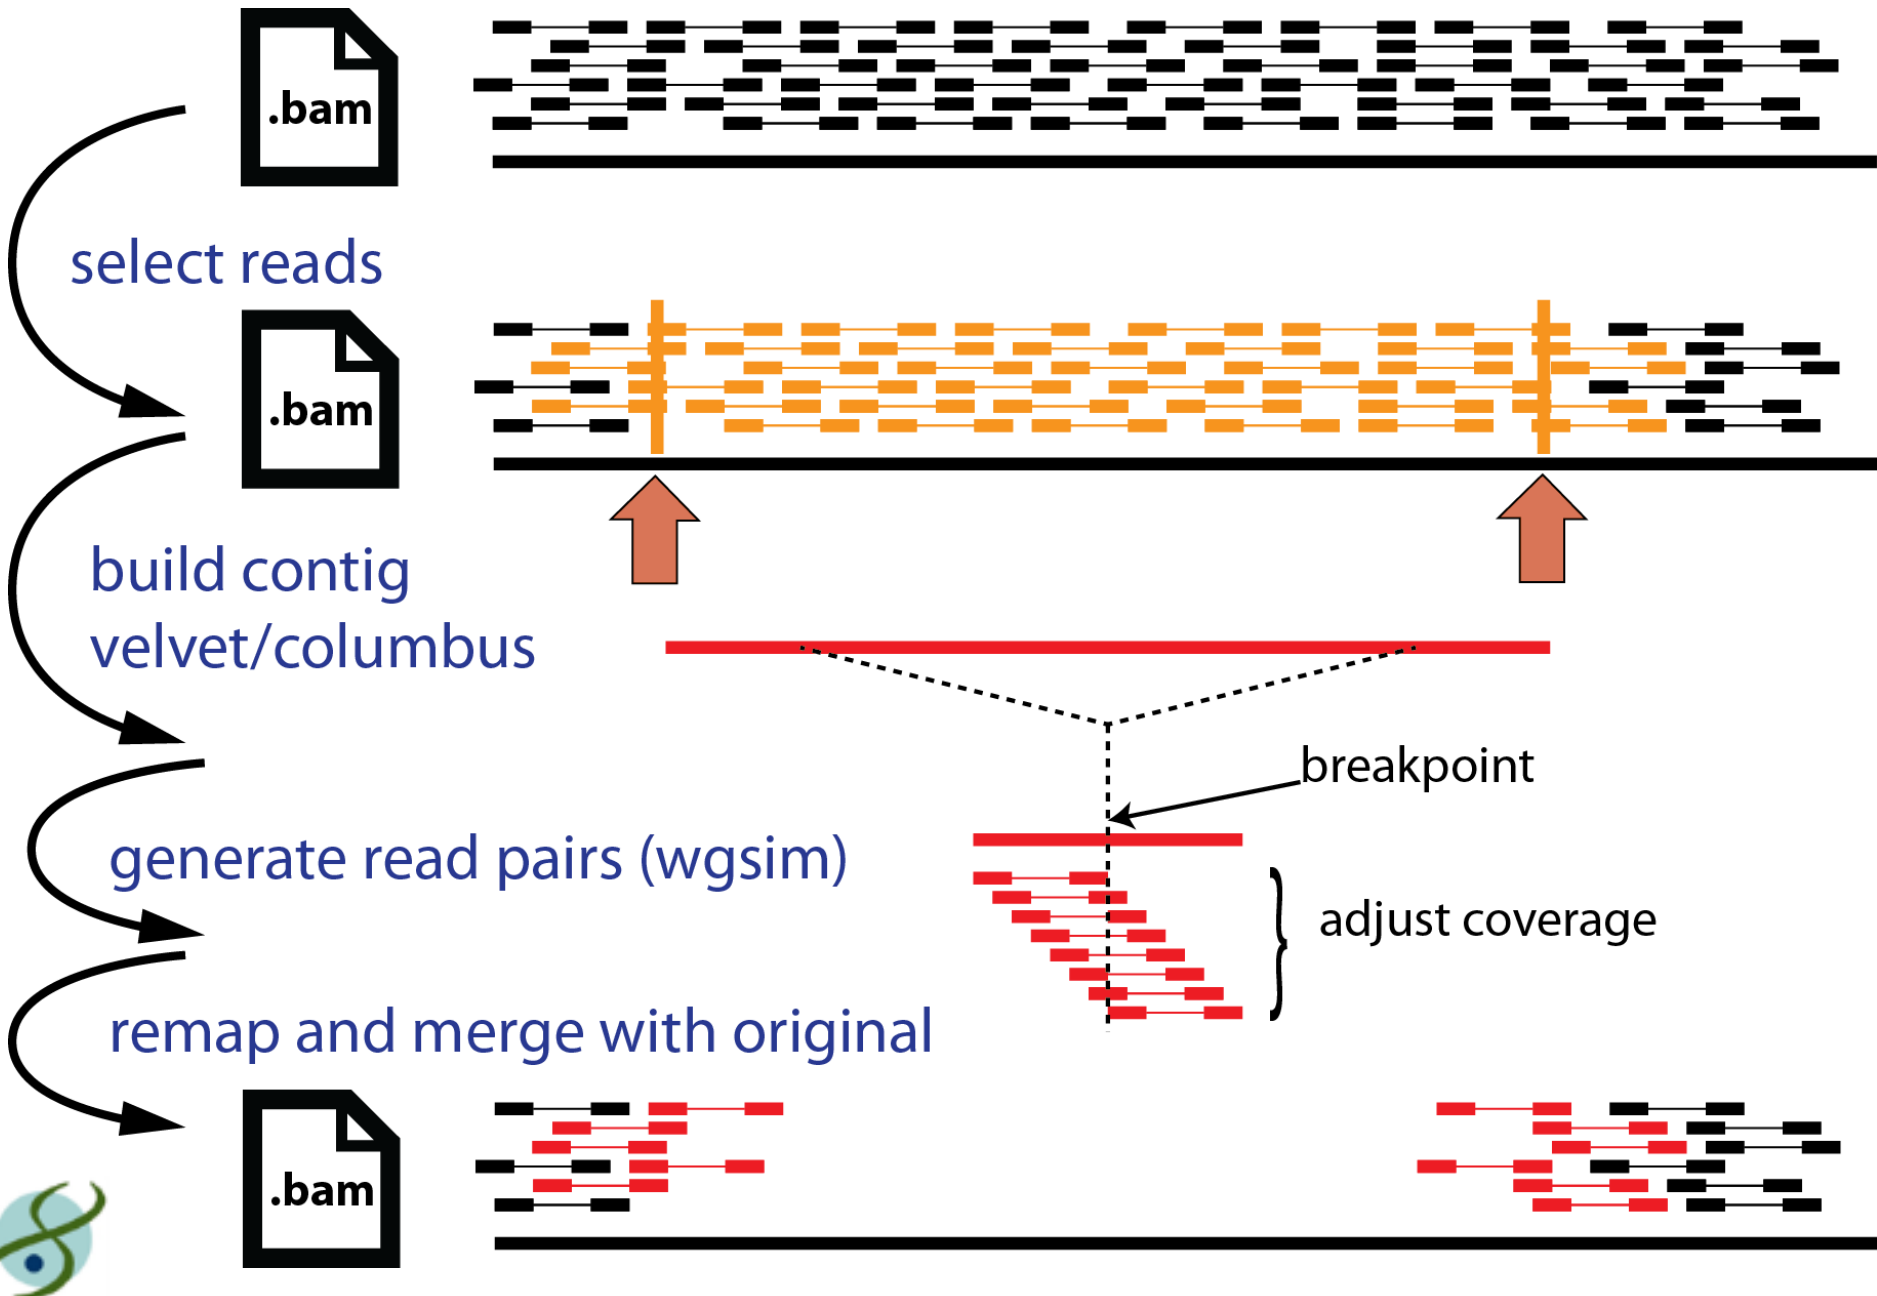 .bam
select reads
.bam
build contig
velvet/columbus
breakpoint
generate read pairs (wgsim)
adjust coverage
remap and merge with original
.bam